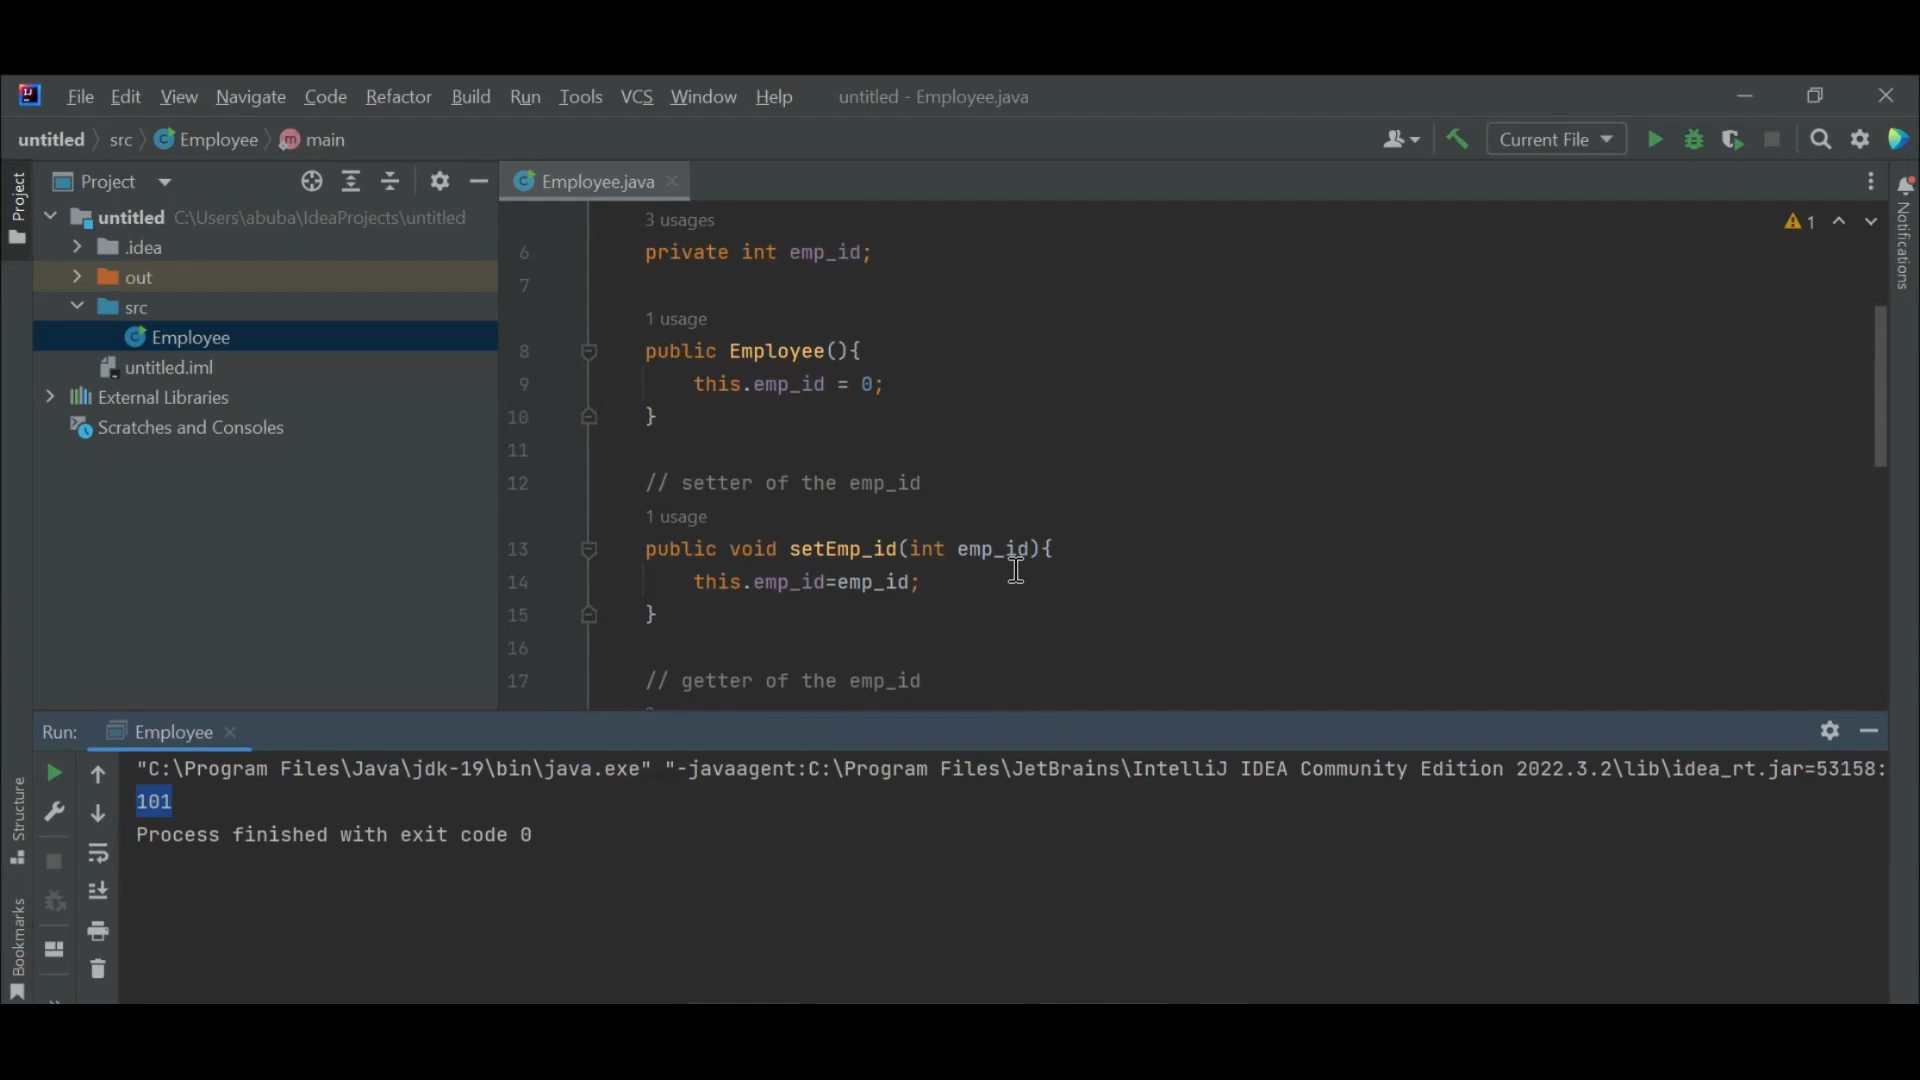 File Edit View Navigate Code Refactor Build Run Tools VCS Window Help untitled - Employee.java
untitled src Employee main
Current File
Project
Project
untitled C:\Users\abuba\IdeaProjects\untitled
.idea
out
src
Employee
untitled.iml
External Libraries
Scratches and Consoles
Employee.java
1
Notifications
3 usages
6 private int emp_id;
7
1 usage
8 public Employee(){
9 this.emp_id = 0;
10 }
11
12 // setter of the emp_id
1 usage
13 public void setEmp_id(int emp_id){
14 this.emp_id=emp_id;
15 }
16
17 // getter of the emp_id
Run: Employee
"C:\Program Files\Java\jdk-19\bin\java.exe" "-javaagent:C:\Program Files\JetBrains\IntelliJ IDEA Community Edition 2022.3.2\lib\idea_rt.jar=53158:
101
Process finished with exit code 0
Structure
Bookmarks